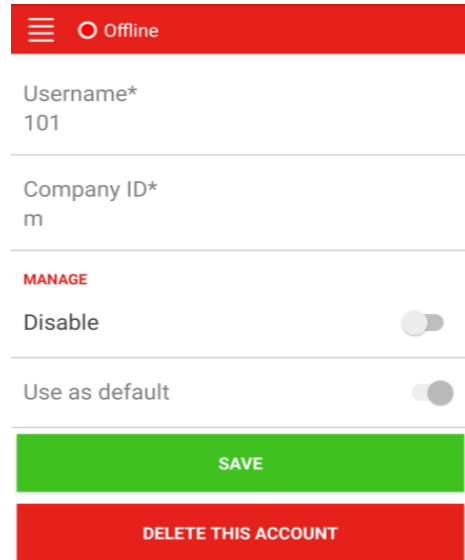 Offline
Username*
101
Company ID*
m
MANAGE
Disable
Use as default
SAVE
DELETE THIS ACCOUNT